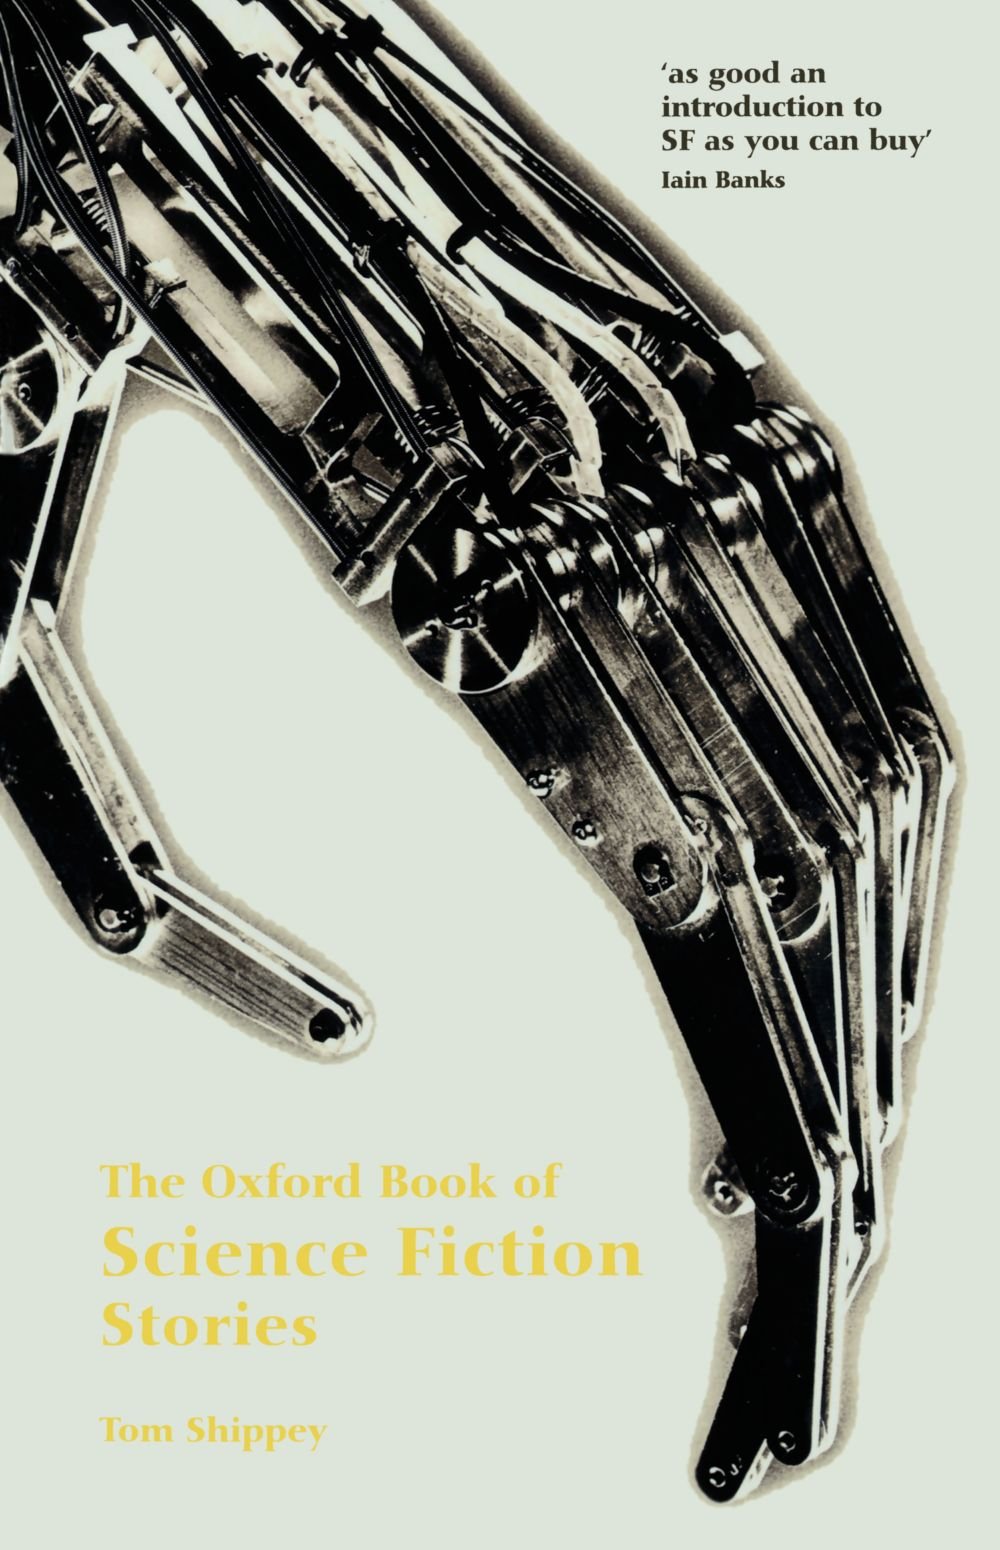 ‘as good an
introduction to
SF as you can buy’
Iain Banks
The Oxford Book of
Science Fiction
Stories
Tom Shippey